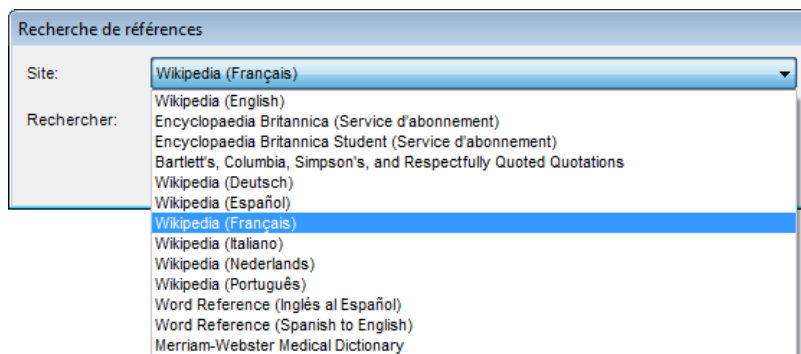 Recherche de références
Site:
Wikipedia (Français)
Wikipedia (English)
Rechercher:
Encyclopaedia Britannica (Service d'abonnement)
Encyclopaedia Britannica Student (Service d'abonnement)
Bartlett's, Columbia, Simpson's, and Respectfully Quoted Quotations
Wikipedia (Deutsch)
Wikipedia (Español)
Wikipedia (Français)
Wikipedia (Italiano)
Wikipedia (Nederlands)
Wikipedia (Português)
Word Reference (Inglés al Español)
Word Reference (Spanish to English)
Merriam-Webster Medical Dictionary